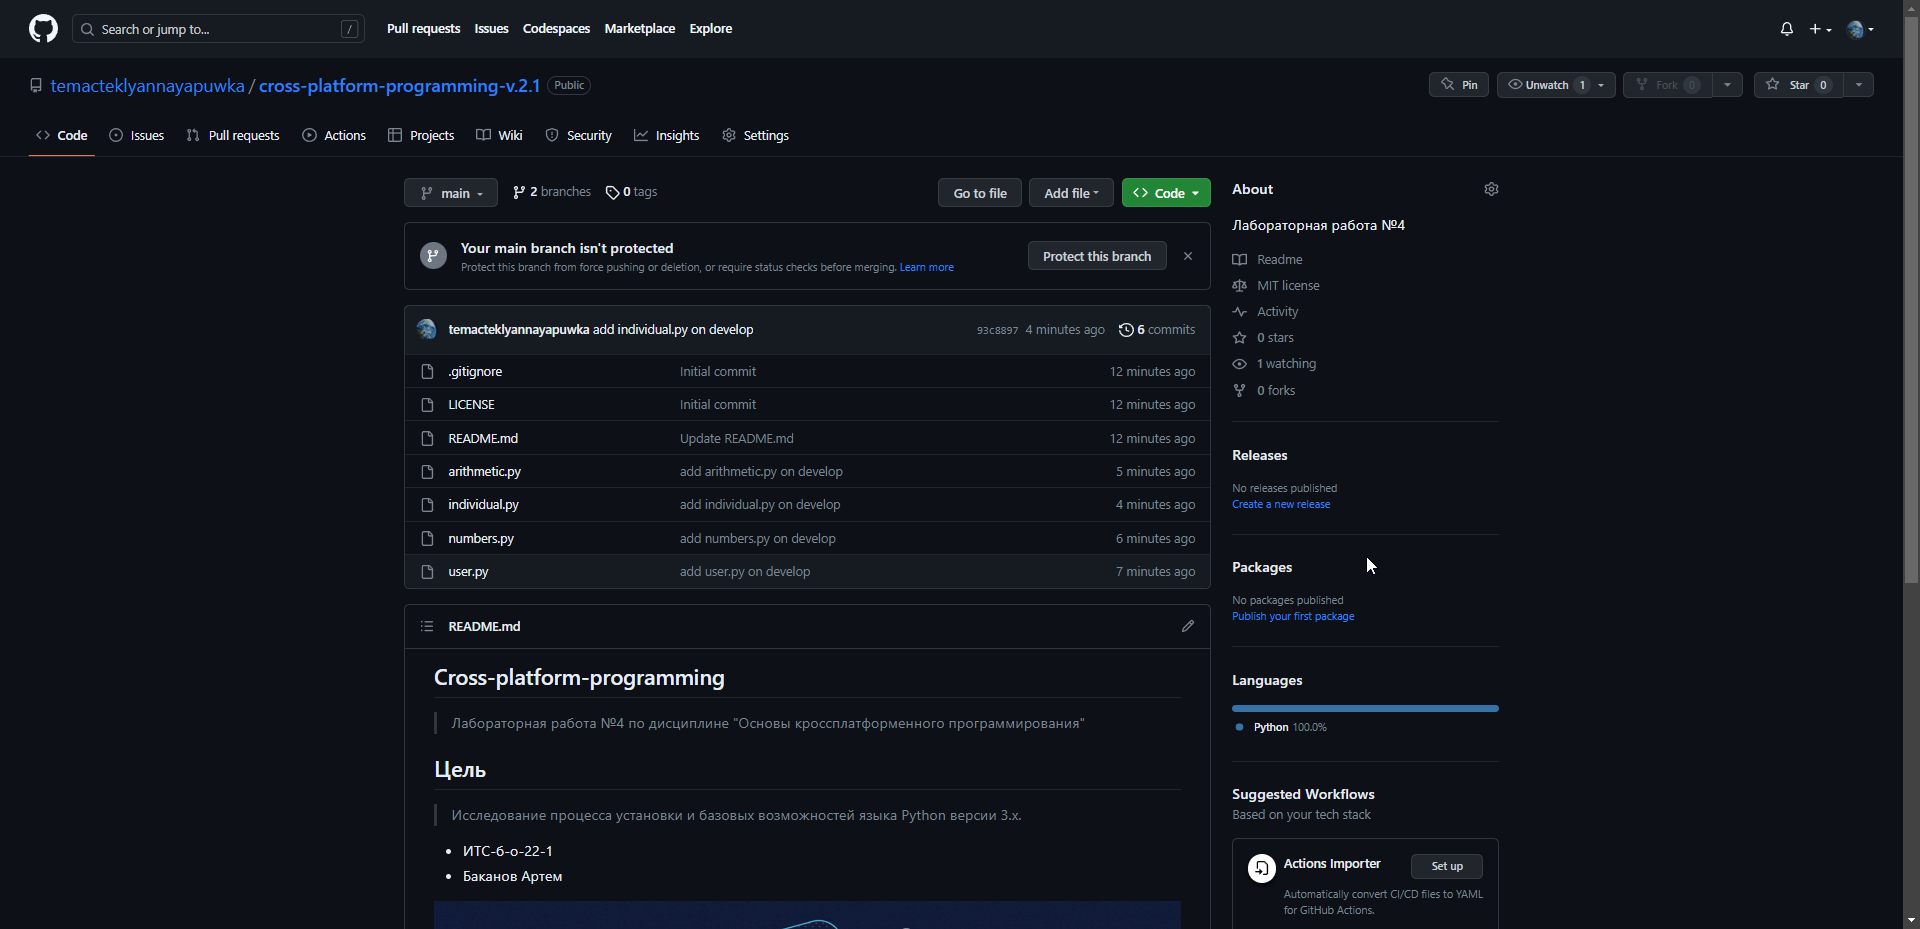 Search or jump to... /
Pull requests Issues Codespaces Marketplace Explore
temacteklyannayapuwka / cross-platform-programming-v.2.1 Public
Pin Unwatch 1 Fork 0 Star 0
Code Issues Pull requests Actions Projects Wiki Security Insights Settings
main 2 branches 0 tags Go to file Add file Code
Your main branch isn't protected
Protect this branch from force pushing or deletion, or require status checks before merging. Learn more
Protect this branch
temacteklyannayapuwka add individual.py on develop 93c8897 4 minutes ago 6 commits
.gitignore Initial commit 12 minutes ago
LICENSE Initial commit 12 minutes ago
README.md Update README.md 12 minutes ago
arithmetic.py add arithmetic.py on develop 5 minutes ago
individual.py add individual.py on develop 4 minutes ago
numbers.py add numbers.py on develop 6 minutes ago
user.py add user.py on develop 7 minutes ago
README.md
Cross-platform-programming
Лабораторная работа №4 по дисциплине "Основы кроссплатформенного программирования"
Цель
Исследование процесса установки и базовых возможностей языка Python версии 3.x.
ИТС-б-о-22-1
Баканов Артем
About
Лабораторная работа №4
Readme
MIT license
Activity
0 stars
1 watching
0 forks
Releases
No releases published
Create a new release
Packages
No packages published
Publish your first package
Languages
Python 100.0%
Suggested Workflows
Based on your tech stack
Actions Importer Set up
Automatically convert CI/CD files to YAML
for GitHub Actions.